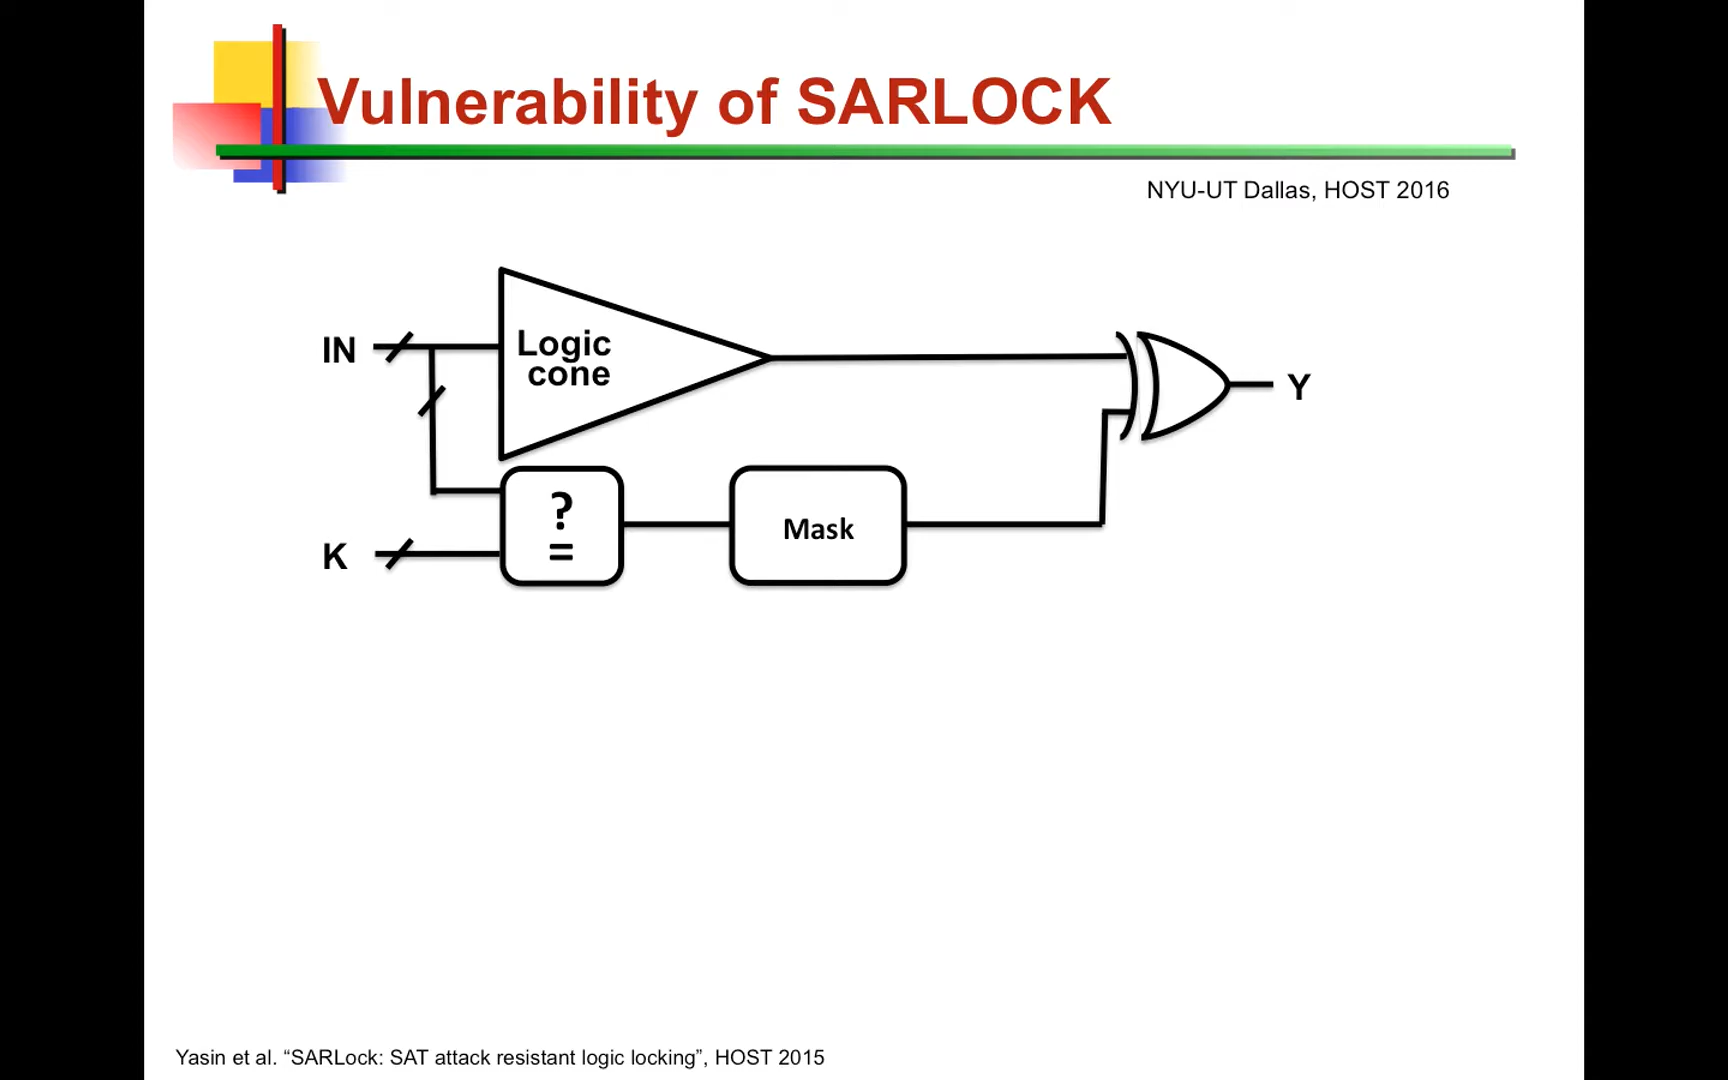 Vulnerability of SARLOCK
NYU-UT Dallas, HOST 2016
IN
Logic
cone
Y
?
=
Mask
K
Yasin et al. “SARLock: SAT attack resistant logic locking”, HOST 2015